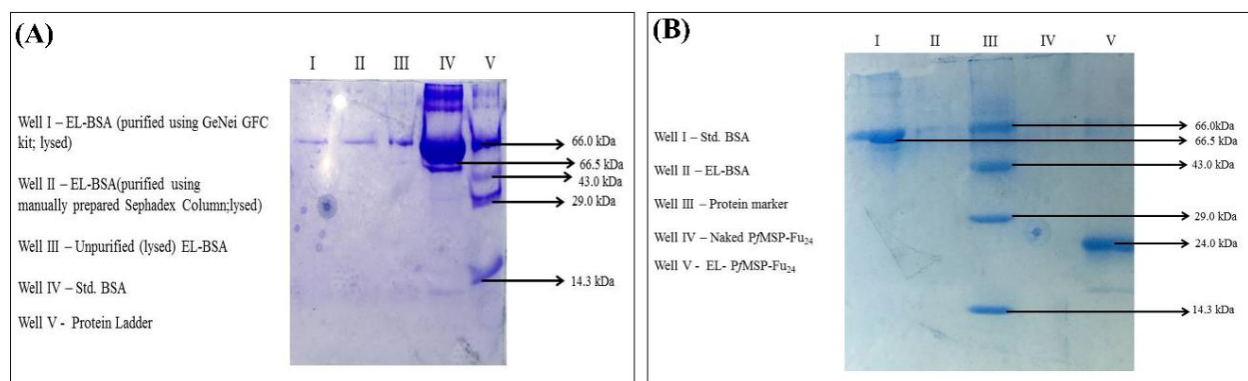 (A)
I II III IV V
Well I – EL-BSA (purified using GeNei GFC
kit; lysed)
Well II – EL-BSA(purified using
manually prepared Sephadex Column;lysed)
Well III – Unpurified (lysed) EL-BSA
Well IV – Std. BSA
Well V - Protein Ladder
66.0 kDa
66.5 kDa
43.0 kDa
29.0 kDa
14.3 kDa
(B)
I II III IV V
Well I – Std. BSA
Well II – EL-BSA
Well III – Protein marker
Well IV – Naked PfMSP-Fu24
Well V - EL- PfMSP-Fu24
66.0kDa
66.5 kDa
43.0 kDa
29.0 kDa
24.0 kDa
14.3 kDa